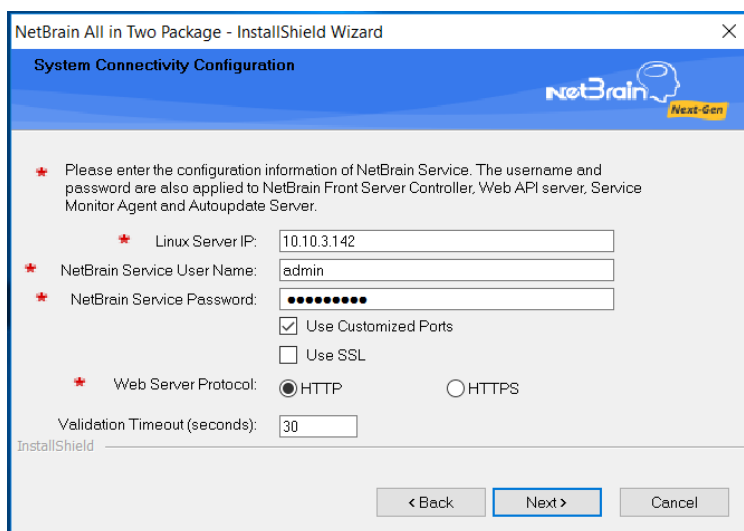 NetBrain All in Two Package - InstallShield Wizard
System Connectivity Configuration
NetBrain
Next-Gen
* Please enter the configuration information of NetBrain Service. The username and
password are also applied to NetBrain Front Server Controller, Web API server, Service
Monitor Agent and Autoupdate Server.
* Linux Server IP: 10.10.3.142
* NetBrain Service User Name: admin
* NetBrain Service Password: ●●●●●●●●●
Use Customized Ports
Use SSL
* Web Server Protocol: HTTP HTTPS
Validation Timeout (seconds): 30
InstallShield
< Back Next > Cancel